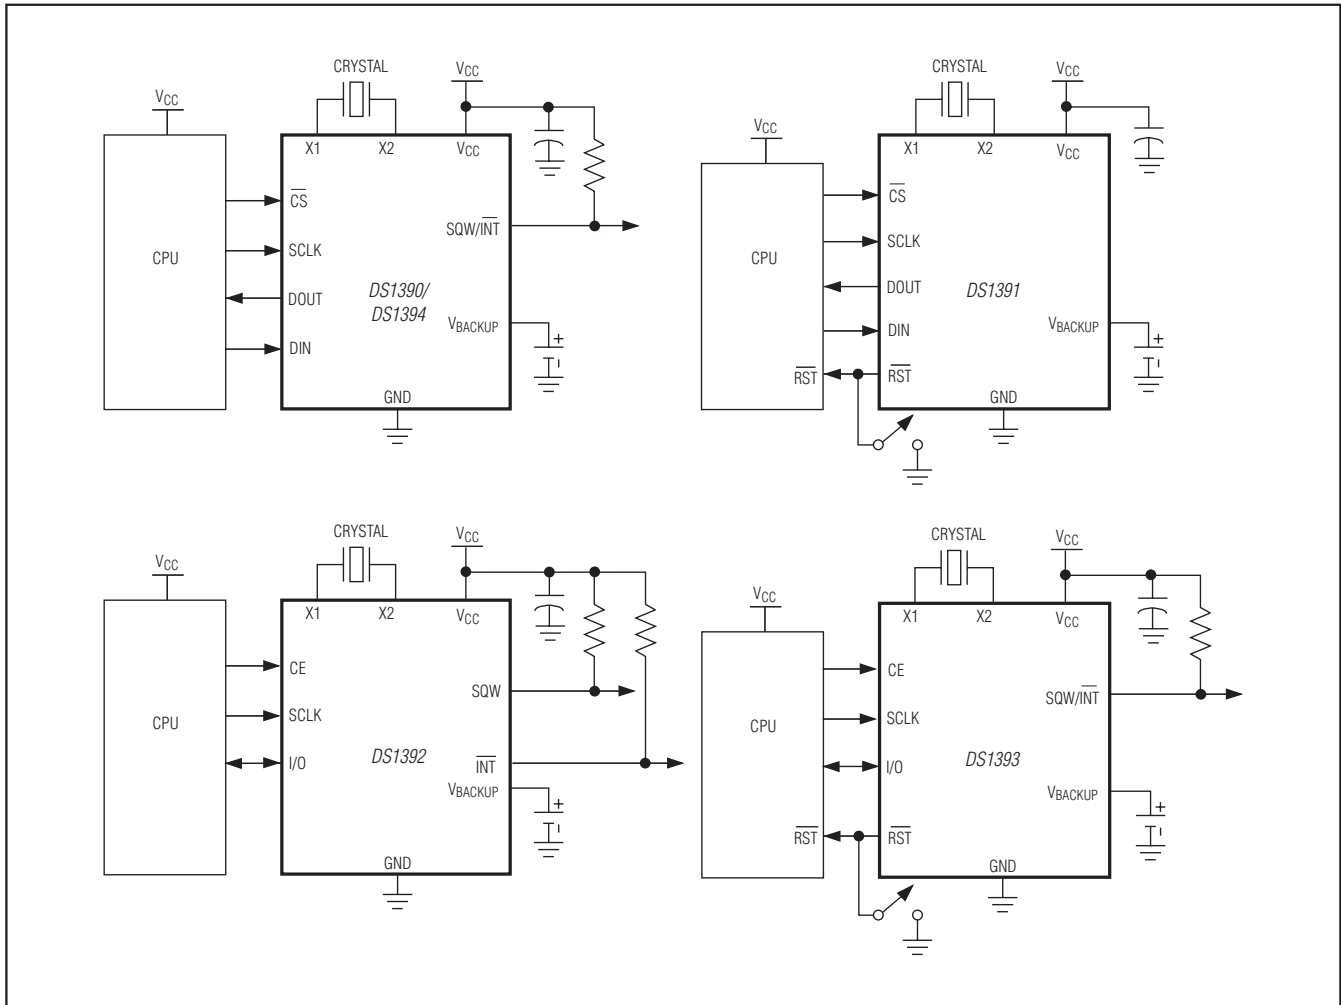 CRYSTAL
VCC
VCC
X1 X2 VCC
CS
SCLK
DOUT
DIN
CPU
DS1390/
DS1394
SQW/INT
VBACKUP
+
GND
CRYSTAL
VCC
VCC
X1 X2 VCC
CS
SCLK
DOUT
DIN
RST
RST
CPU
DS1391
VBACKUP
+
GND
CRYSTAL
VCC
VCC
X1 X2 VCC
CE
SCLK
I/O
CPU
DS1392
SQW
INT
VBACKUP
+
GND
CRYSTAL
VCC
VCC
X1 X2 VCC
CE
SCLK
I/O
RST
RST
CPU
DS1393
SQW/INT
VBACKUP
+
GND